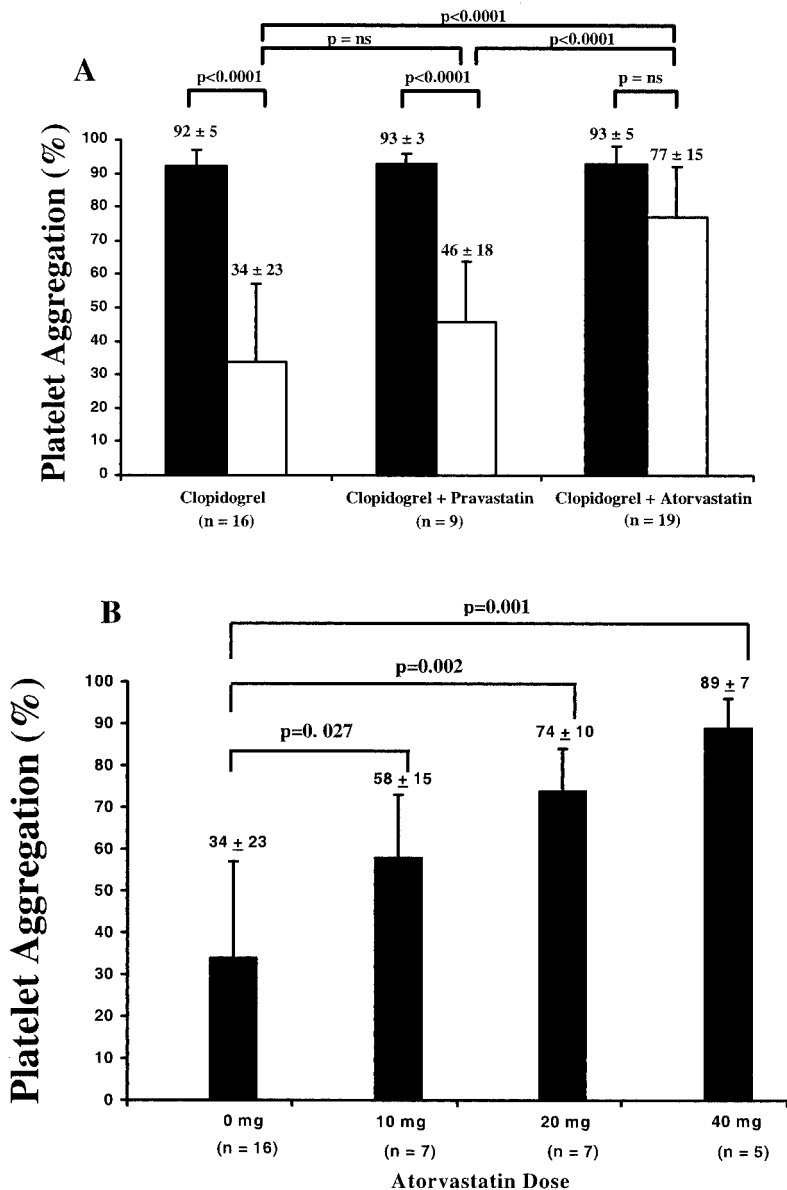 p<0.0001
p = ns
p<0.0001
A
p<0.0001
p<0.0001
p = ns
Platelet Aggregation (%)
100
90
80
70
60
50
40
30
20
10
0
92 ± 5
34 ± 23
93 ± 3
46 ± 18
93 ± 5
77 ± 15
Clopidogrel
(n = 16)
Clopidogrel + Pravastatin
(n = 9)
Clopidogrel + Atorvastatin
(n = 19)
B
p=0.001
p=0.002
p=0. 027
Platelet Aggregation (%)
100
90
80
70
60
50
40
30
20
10
0
34 ± 23
58 ± 15
74 ± 10
89 ± 7
0 mg
(n = 16)
10 mg
(n = 7)
20 mg
(n = 7)
40 mg
(n = 5)
Atorvastatin Dose